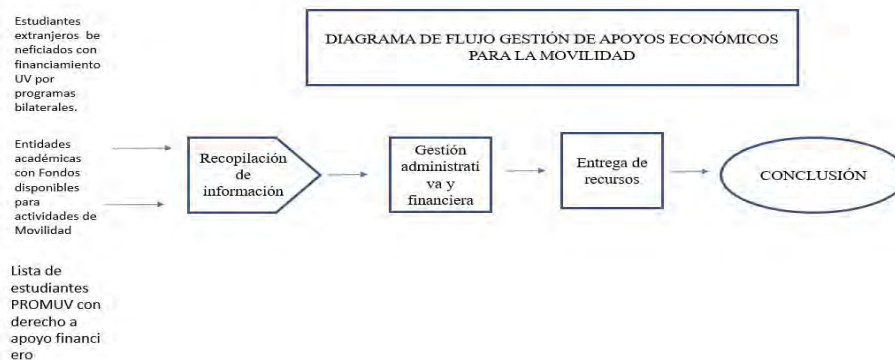 DIAGRAMA DE FLUJO GESTIÓN DE APOYOS ECONÓMICOS
PARA LA MOVILIDAD
Estudiantes
extranjeros be
neficiados con
financiamiento
UV por
programas
bilaterales.
Entidades
académicas
con Fondos
disponibles
para
actividades de
Movilidad
Lista de
estudiantes
PROMUV con
derecho a
apoyo financi
ero
Recopilación
de
información
Gestión
administrati
va y
financiera
Entrega de
recursos
CONCLUSIÓN